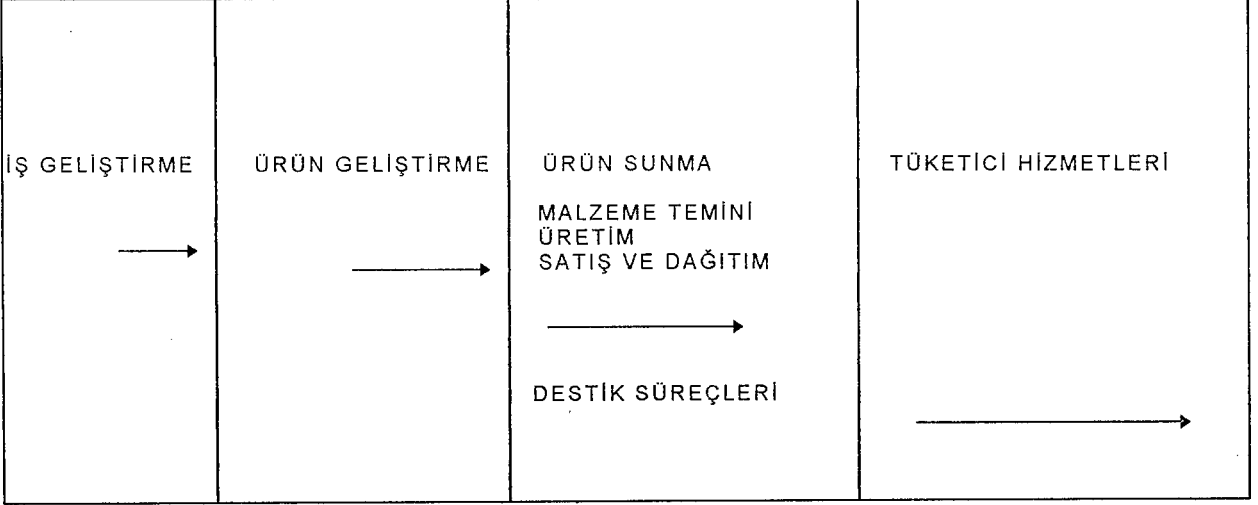 İŞ GELİŞTİRME
ÜRÜN GELİŞTİRME
ÜRÜN SUNMA
MALZEME TEMİNİ
ÜRETİM
SATIŞ VE DAĞITIM
DESTİK SÜREÇLERİ
TÜKETİCİ HİZMETLERİ